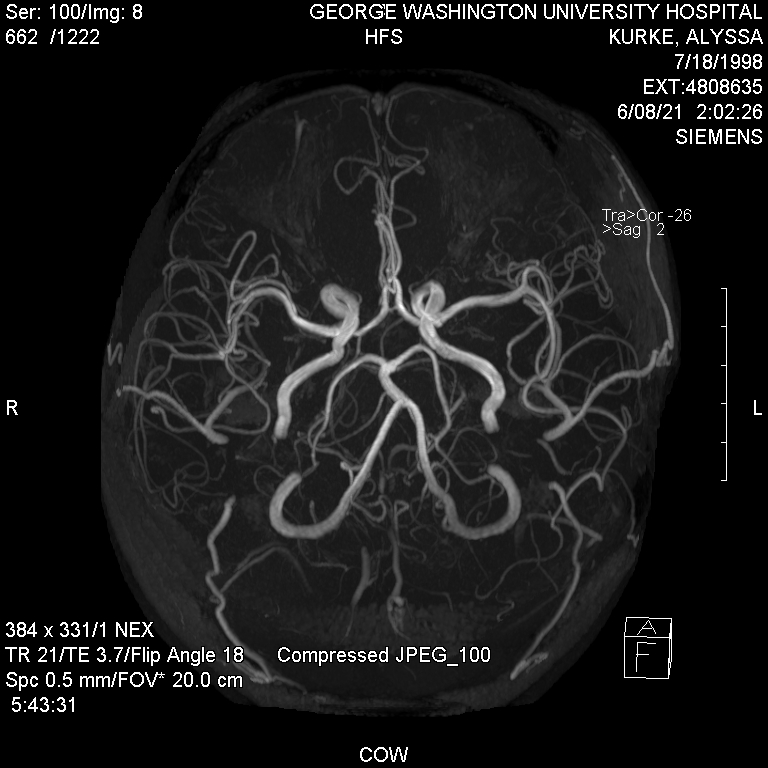 Ser: 100/Img: 8
662 /1222
HFS
GEORGE WASHINGTON UNIVERSITY HOSPITAL
KURKE, ALYSSA
7/18/1998
EXT:4808635
6/08/21 2:02:26
SIEMENS
Tra>Cor -26
>Sag 2
R
L
384 x 331/1 NEX
TR 21/TE 3.7/Flip Angle 18
Spc 0.5 mm/FOV* 20.0 cm
5:43:31
Compressed JPEG_100
A
F
COW